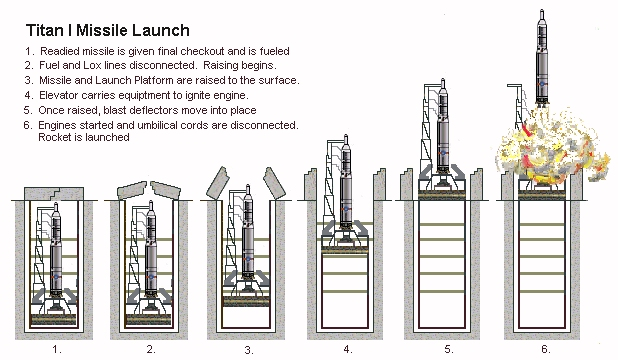 Titan I Missile Launch
1. Readied missile is given final checkout and is fueled
2. Fuel and Lox lines disconnected. Raising begins.
3. Missile and Launch Platform are raised to the surface.
4. Elevator carries equiptment to ignite engine.
5. Once raised, blast deflectors move into place
6. Engines started and umbilical cords are disconnected.
Rocket is launched
1. 2. 3. 4. 5. 6.